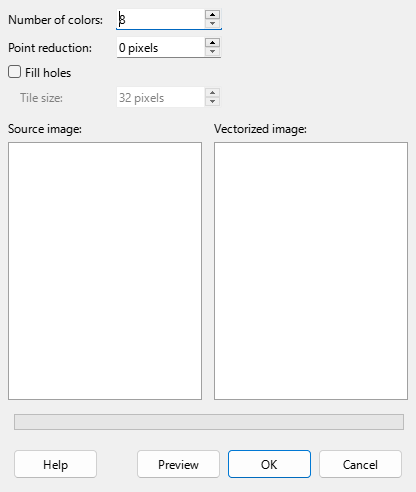 Number of colors: 8
Point reduction: 0 pixels
Fill holes
Tile size: 32 pixels
Source image: Vectorized image:
Help Preview OK Cancel